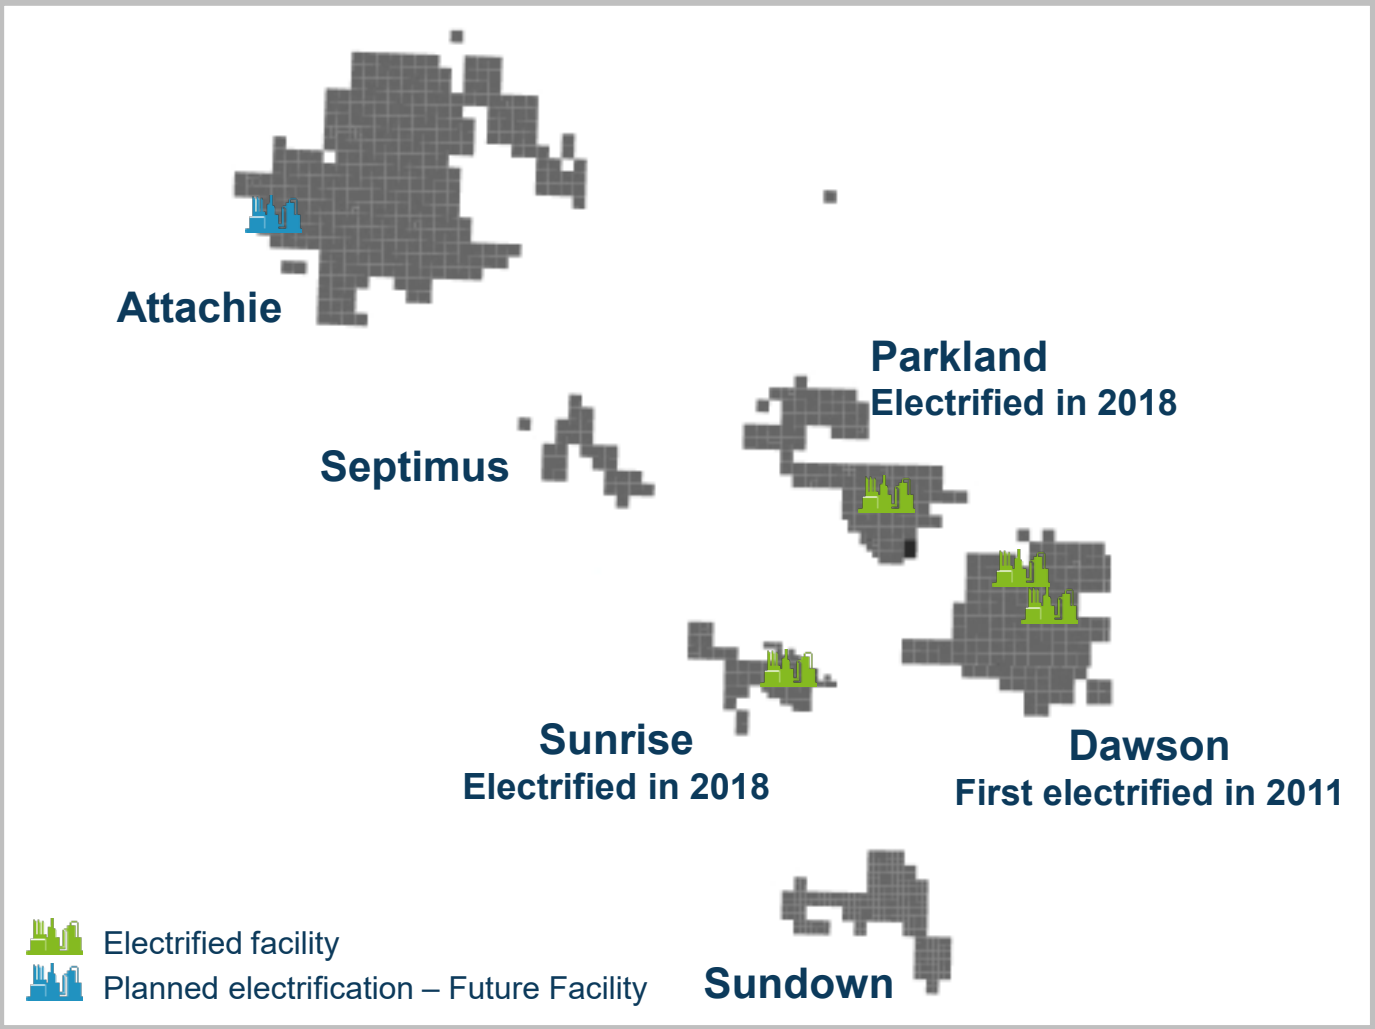 Attachie
Parkland
Electrified in 2018
Septimus
Sunrise
Electrified in 2018
Dawson
First electrified in 2011
Electrified facility
Planned electrification – Future Facility
Sundown